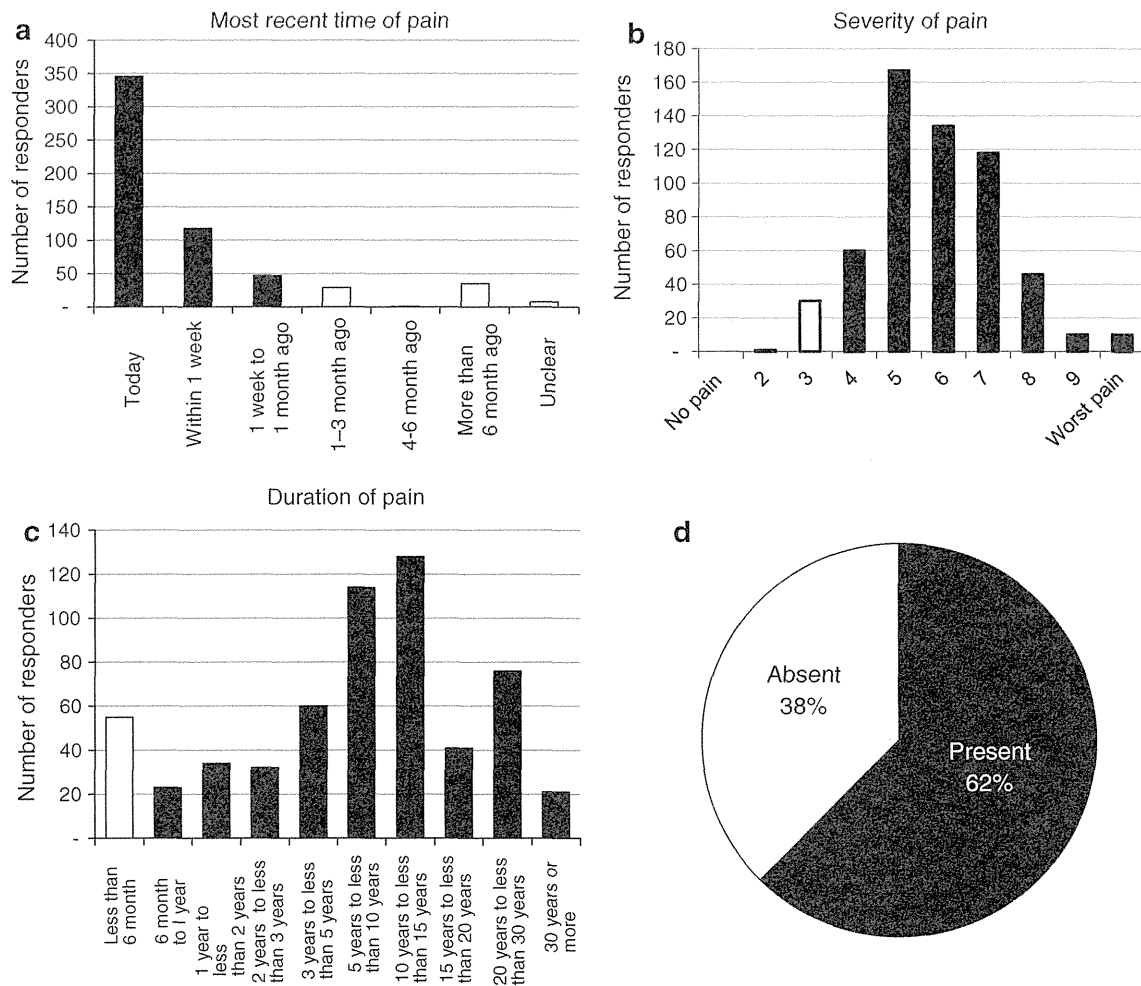 a
Most recent time of pain
Number of responders
400
350
300
250
200
150
100
50
-
Today
Within 1 week
1 week to
1 month ago
1–3 month ago
4-6 month ago
More than
6 month ago
Unclear
b
Severity of pain
Number of responders
180
160
140
120
100
80
60
40
20
-
No pain
2
3
4
5
6
7
8
9
Worst pain
c
Duration of pain
Number of responders
140
120
100
80
60
40
20
-
Less than
6 month
6 month
to I year
1 year to
less
than 2 years
2 years to less
than 3 years
3 years to less
than 5 years
5 years to less
than 10 years
10 years to less
than 15 years
15 years to less
than 20 years
20 years to less
than 30 years
30 years or
more
d
Absent
38%
Present
62%